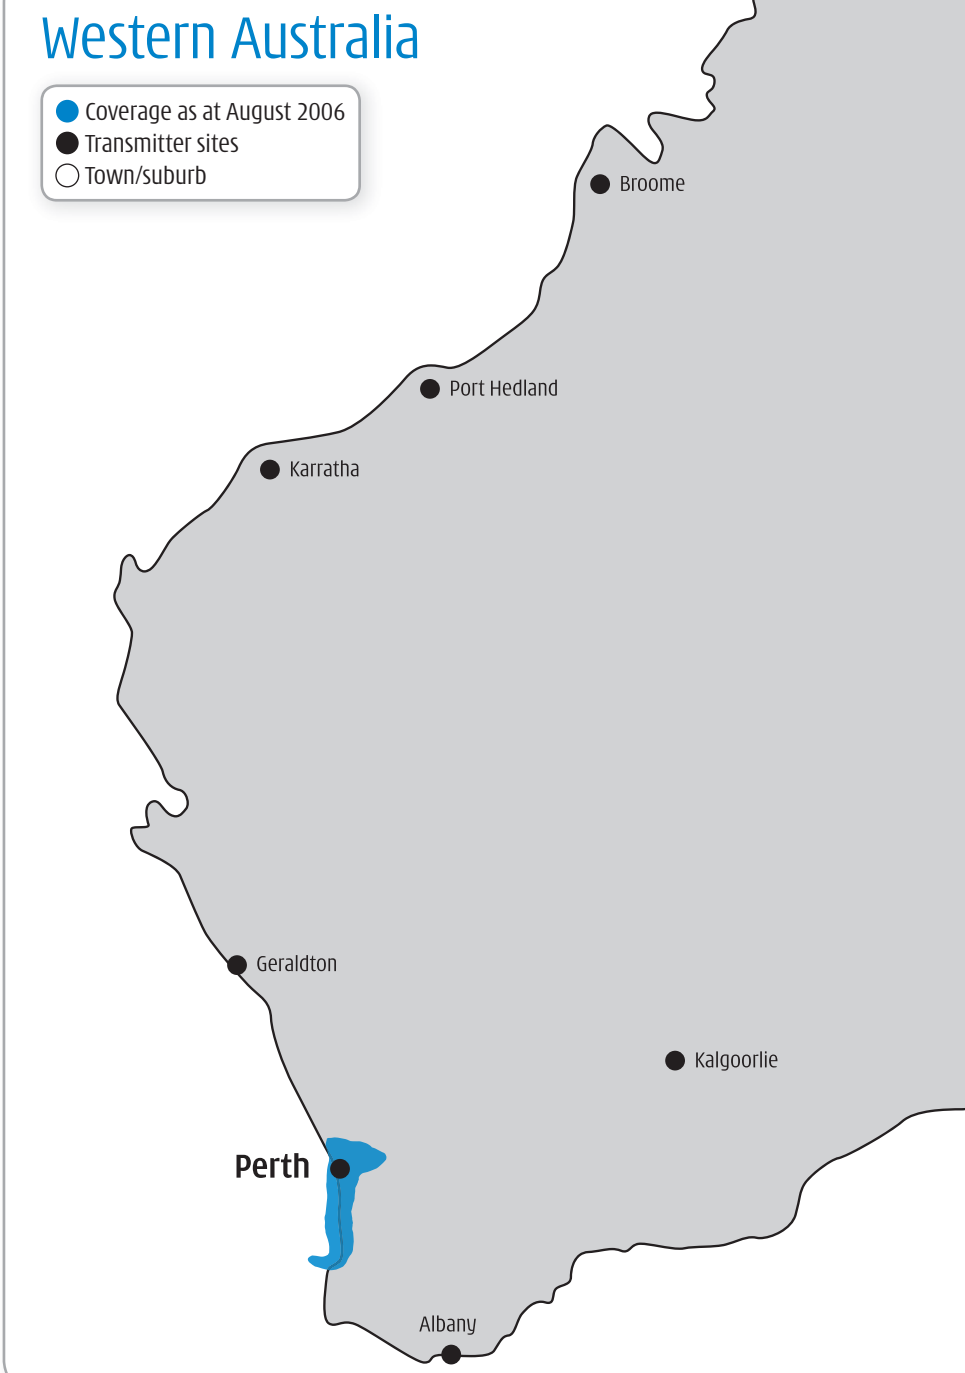 Western Australia
Coverage as at August 2006
Transmitter sites
Town/suburb
Broome
Port Hedland
Karratha
Geraldton
Kalgoorlie
Perth
Albany